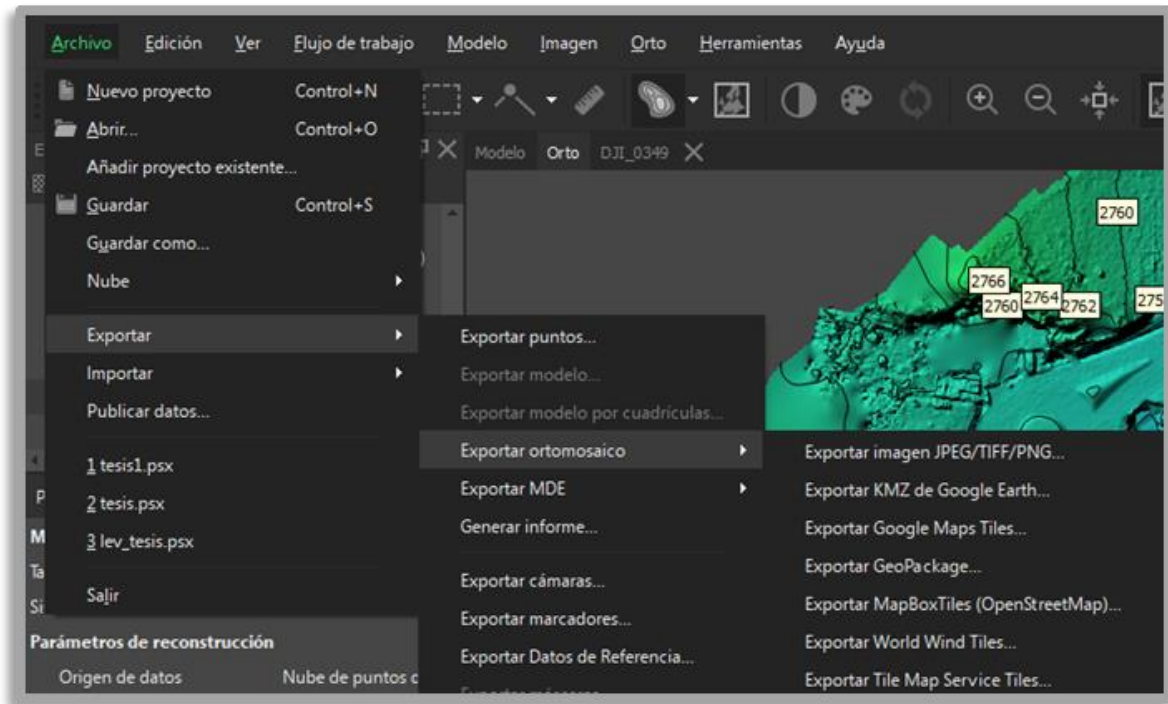 Archivo Edición Ver Flujo de trabajo Modelo Imagen Orto Herramientas Ayuda
Nuevo proyecto Control+N
Abrir... Control+O
Añadir proyecto existente...
Guardar Control+S
Guardar como...
Nube
Exportar
Importar
Publicar datos...
1 tesis1.psx
2 tesis.psx
3 lev_tesis.psx
Salir
Parámetros de reconstrucción
Origen de datos Nube de puntos
Modelo Orto DJI_0349
2760
2766
2760 2764 2762
Exportar puntos...
Exportar modelo...
Exportar modelo por cuadrículas...
Exportar ortomosaico
Exportar MDE
Generar informe...
Exportar cámaras...
Exportar marcadores...
Exportar Datos de Referencia...
Exportar imagen JPEG/TIFF/PNG...
Exportar KMZ de Google Earth...
Exportar Google Maps Tiles...
Exportar GeoPackage...
Exportar MapBoxTiles (OpenStreetMap)...
Exportar World Wind Tiles...
Exportar Tile Map Service Tiles...